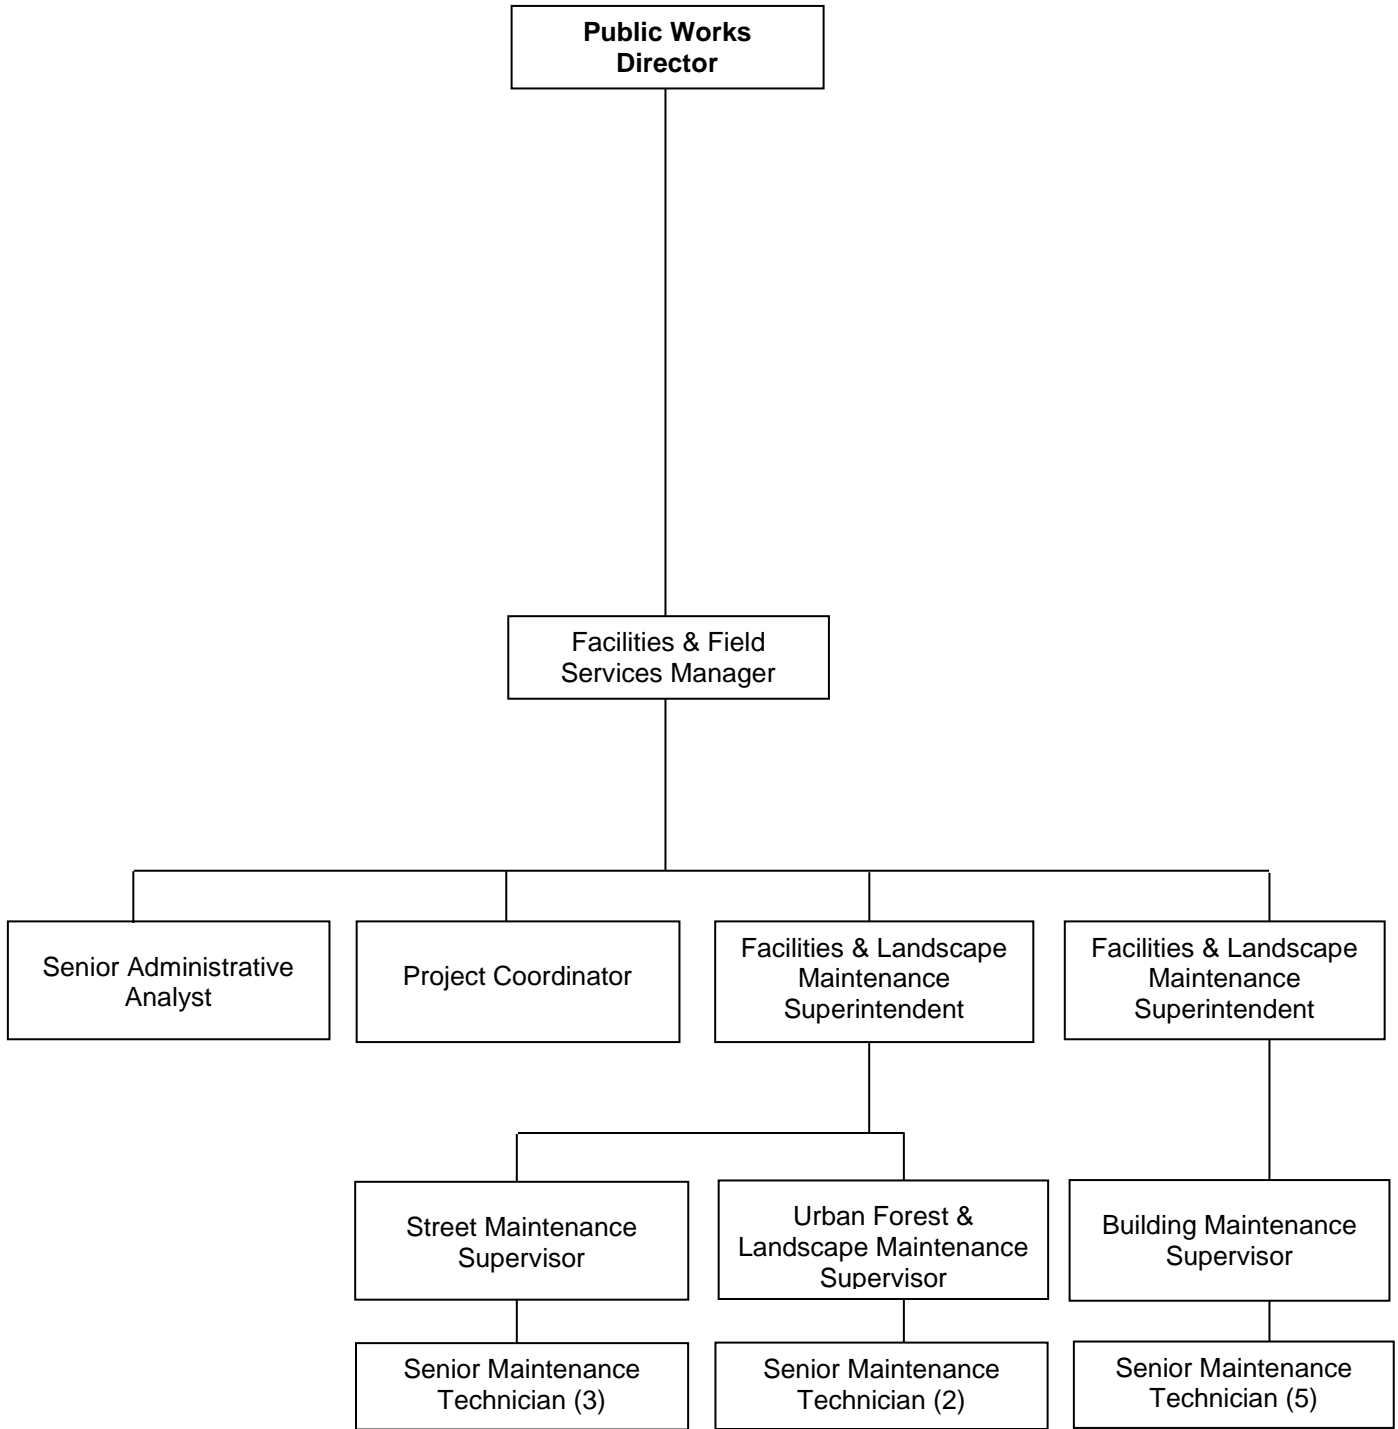 Public Works
Director
Facilities & Field
Services Manager
Senior Administrative
Analyst
Project Coordinator
Facilities & Landscape
Maintenance
Superintendent
Facilities & Landscape
Maintenance
Superintendent
Street Maintenance
Supervisor
Urban Forest &
Landscape Maintenance
Supervisor
Building Maintenance
Supervisor
Senior Maintenance
Technician (3)
Senior Maintenance
Technician (2)
Senior Maintenance
Technician (5)